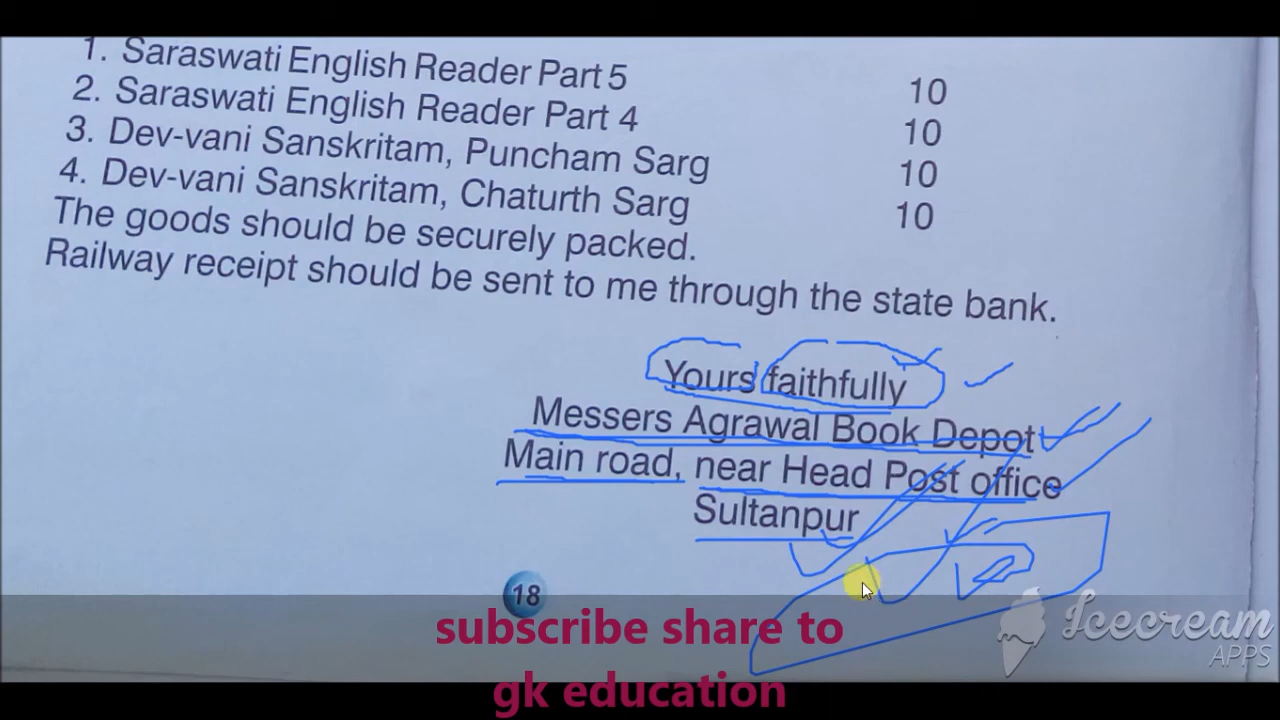 1. Saraswati English Reader Part 5 10
2. Saraswati English Reader Part 4 10
3. Dev-vani Sanskritam, Puncham Sarg 10
4. Dev-vani Sanskritam, Chaturth Sarg 10
The goods should be securely packed.
Railway receipt should be sent to me through the state bank.
Yours faithfully
Messers Agrawal Book Depot
Main road, near Head Post office
Sultanpur
18
subscribe share to
gk education
Icecream
APPS